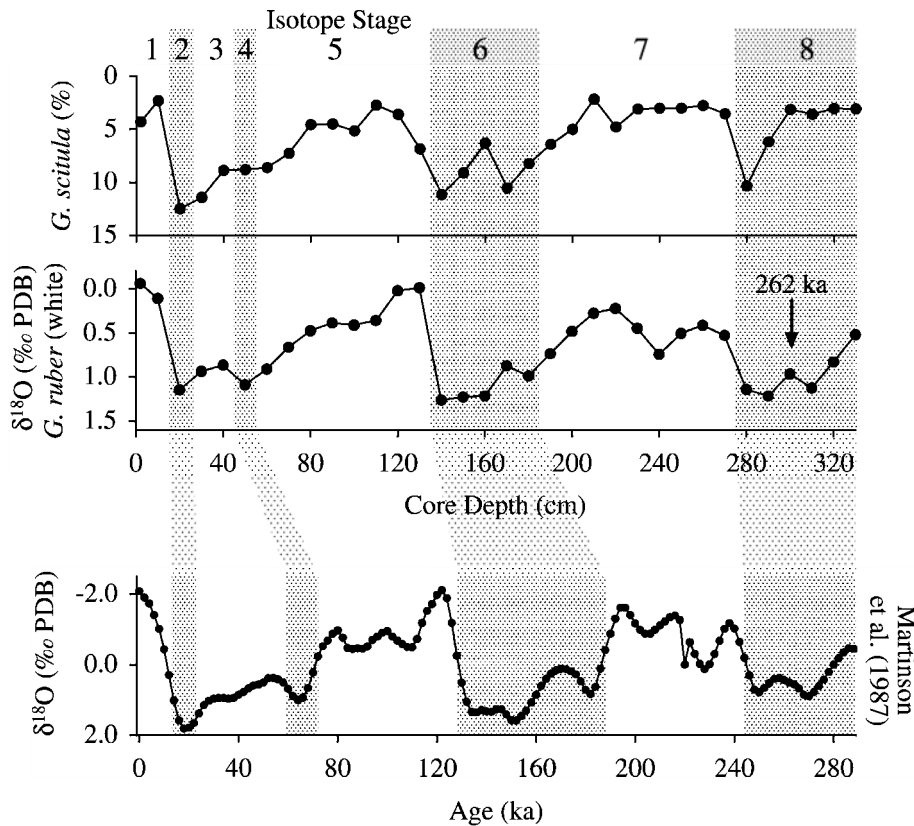 Isotope Stage
1 2 3 4 5 6 7 8
0
5
10
15
G. scitula (%)
0.0
0.5
1.0
1.5
δ18O (‰ PDB)
G. ruber (white)
262 ka
0 40 80 120 160 200 240 280 320
Core Depth (cm)
-2.0
0.0
2.0
δ18O (‰ PDB)
Martinson
et al. (1987)
0 40 80 120 160 200 240 280
Age (ka)